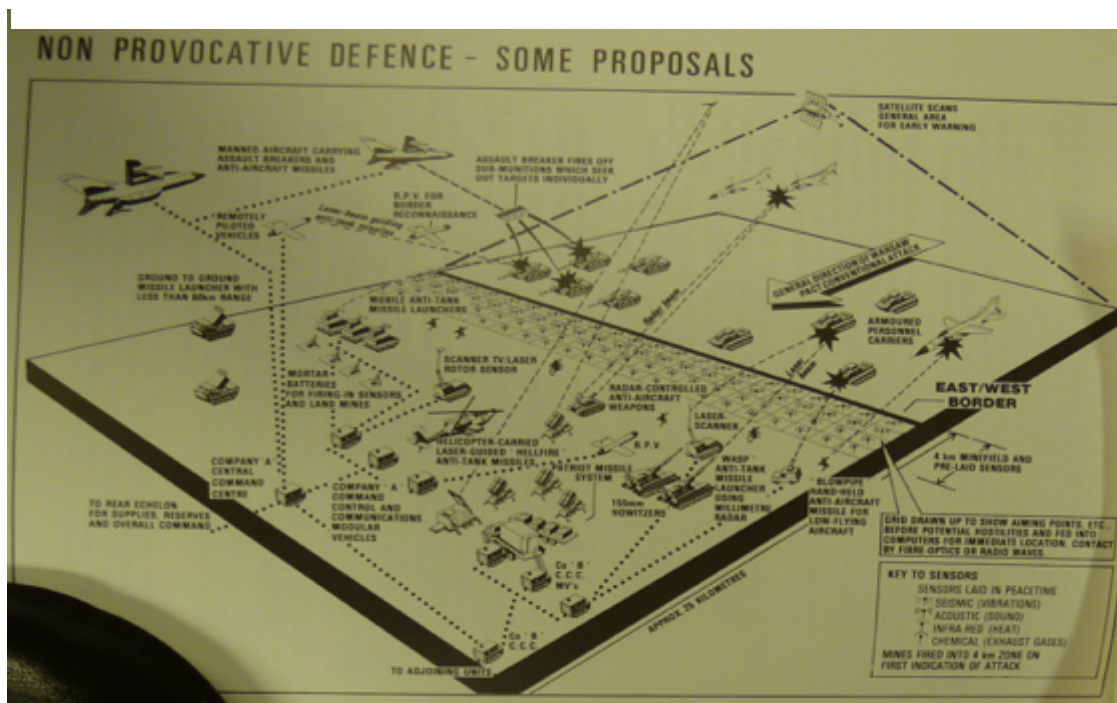 NON PROVOCATIVE DEFENCE - SOME PROPOSALS
SATELLITE SCANS
GENERAL AREA
FOR EARLY WARNING
MANNED AIRCRAFT CARRYING
ASSAULT BREAKERS AND
ANTI-AIRCRAFT MISSILES
ASSAULT BREAKER FIRES OFF
SUB-MUNITIONS WHICH SEEK
OUT TARGETS INDIVIDUALLY
R.P.V. FOR
BORDER
RECONNAISSANCE
REMOTELY
PILOTED
VEHICLES
Laser-beam guiding
anti-tank missiles
GENERAL DIRECTION OF WARSAW
PACT CONVENTIONAL ATTACK
GROUND TO GROUND
MISSILE LAUNCHER WITH
LESS THAN 80km RANGE
MOBILE ANTI-TANK
MISSILE LAUNCHERS
ARMOURED
PERSONNEL
CARRIERS
SCANNER TV/LASER
ROTOR SENSOR
MORTAR
BATTERIES
FOR FIRING-IN SENSORS
AND LAND MINES
RADAR-CONTROLLED
ANTI-AIRCRAFT
WEAPONS
EAST/WEST
BORDER
LASER-
SCANNER
HELICOPTER-CARRIED
LASER-GUIDED 'HELLFIRE'
ANTI-TANK MISSILES
R.P.V.
PATRIOT MISSILE
SYSTEM
'WASP'
ANTI-TANK
MISSILE
LAUNCHER
USING
MILLIMETRE
RADAR
4 km MINEFIELD AND
PRE-LAID SENSORS
COMPANY 'A'
CENTRAL
COMMAND
CENTRE
COMPANY 'A'
COMMAND
CONTROL AND
COMMUNICATIONS
MODULAR
VEHICLES
155mm
HOWITZERS
'BLOWPIPE'
HAND-HELD
ANTI-AIRCRAFT
MISSILE FOR
LOW-FLYING
AIRCRAFT
TO REAR ECHELON
FOR SUPPLIES, RESERVES
AND OVERALL COMMAND
GRID DRAWN UP TO SHOW AIMING POINTS, ETC.,
BEFORE POTENTIAL HOSTILITIES AND FED INTO
COMPUTERS FOR IMMEDIATE LOCATION. CONTACT
BY FIBRE-OPTICS OR RADIO WAVES.
Co 'B'
C.C.C.
MV's
APPROX. 25 KILOMETRES
KEY TO SENSORS
SENSORS LAID IN PEACETIME
SEISMIC (VIBRATIONS)
ACOUSTIC (SOUND)
INFRA-RED (HEAT)
CHEMICAL (EXHAUST GASES)
MINES FIRED INTO 4 km ZONE ON
FIRST INDICATION OF ATTACK
Co 'B'
C.C.C.
TO ADJOINING UNITS